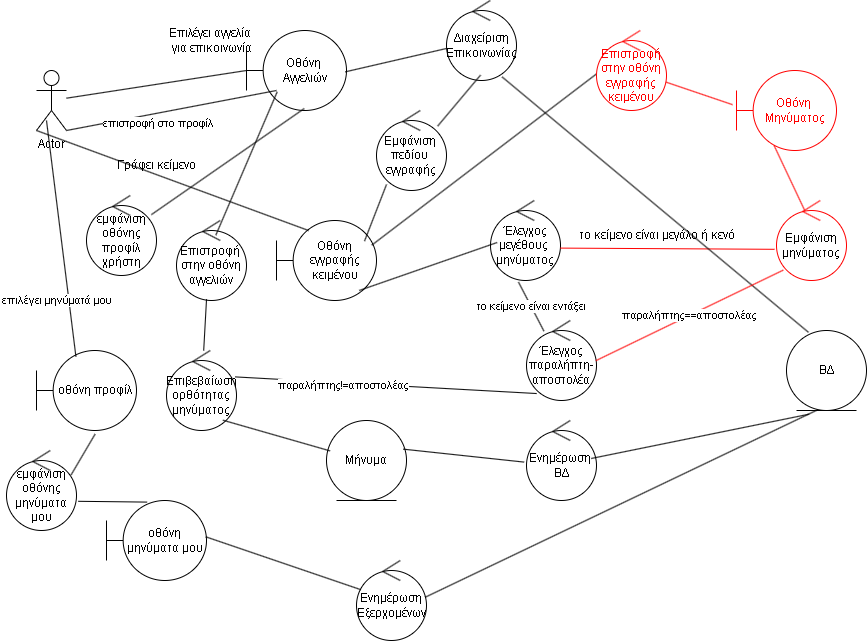 Επιλέγει αγγελία
για επικοινωνία
Οθόνη
Αγγελιών
Διαχείριση
Επικοινωνίας
Επιστροφή
στην οθόνη
εγγραφής
κειμένου
Οθόνη
Μηνύματος
Actor
επιστροφή στο προφίλ
Γράφει κείμενο
Εμφάνιση
πεδίου
εγγραφής
εμφάνιση
οθόνης
προφίλ
χρήστη
Επιστροφή
στην οθόνη
αγγελιών
Οθόνη
εγγραφής
κειμένου
Έλεγχος
μεγέθους
μηνύματος
το κείμενο είναι μεγάλο ή κενό
Εμφάνιση
μηνύματος
επιλέγει μηνύματά μου
το κείμενο είναι εντάξει
παραλήπτης==αποστολέας
Έλεγχος
παραλήπτη-
αποστολέα
ΒΔ
οθόνη προφίλ
Επιβεβαίωση
ορθότητας
μηνύματος
παραλήπτης!=αποστολέας
Μήνυμα
Ενημέρωση
ΒΔ
εμφάνιση
οθόνης
μηνύματα
μου
οθόνη
μηνύματα μου
Ενημέρωση
Εξερχομένων